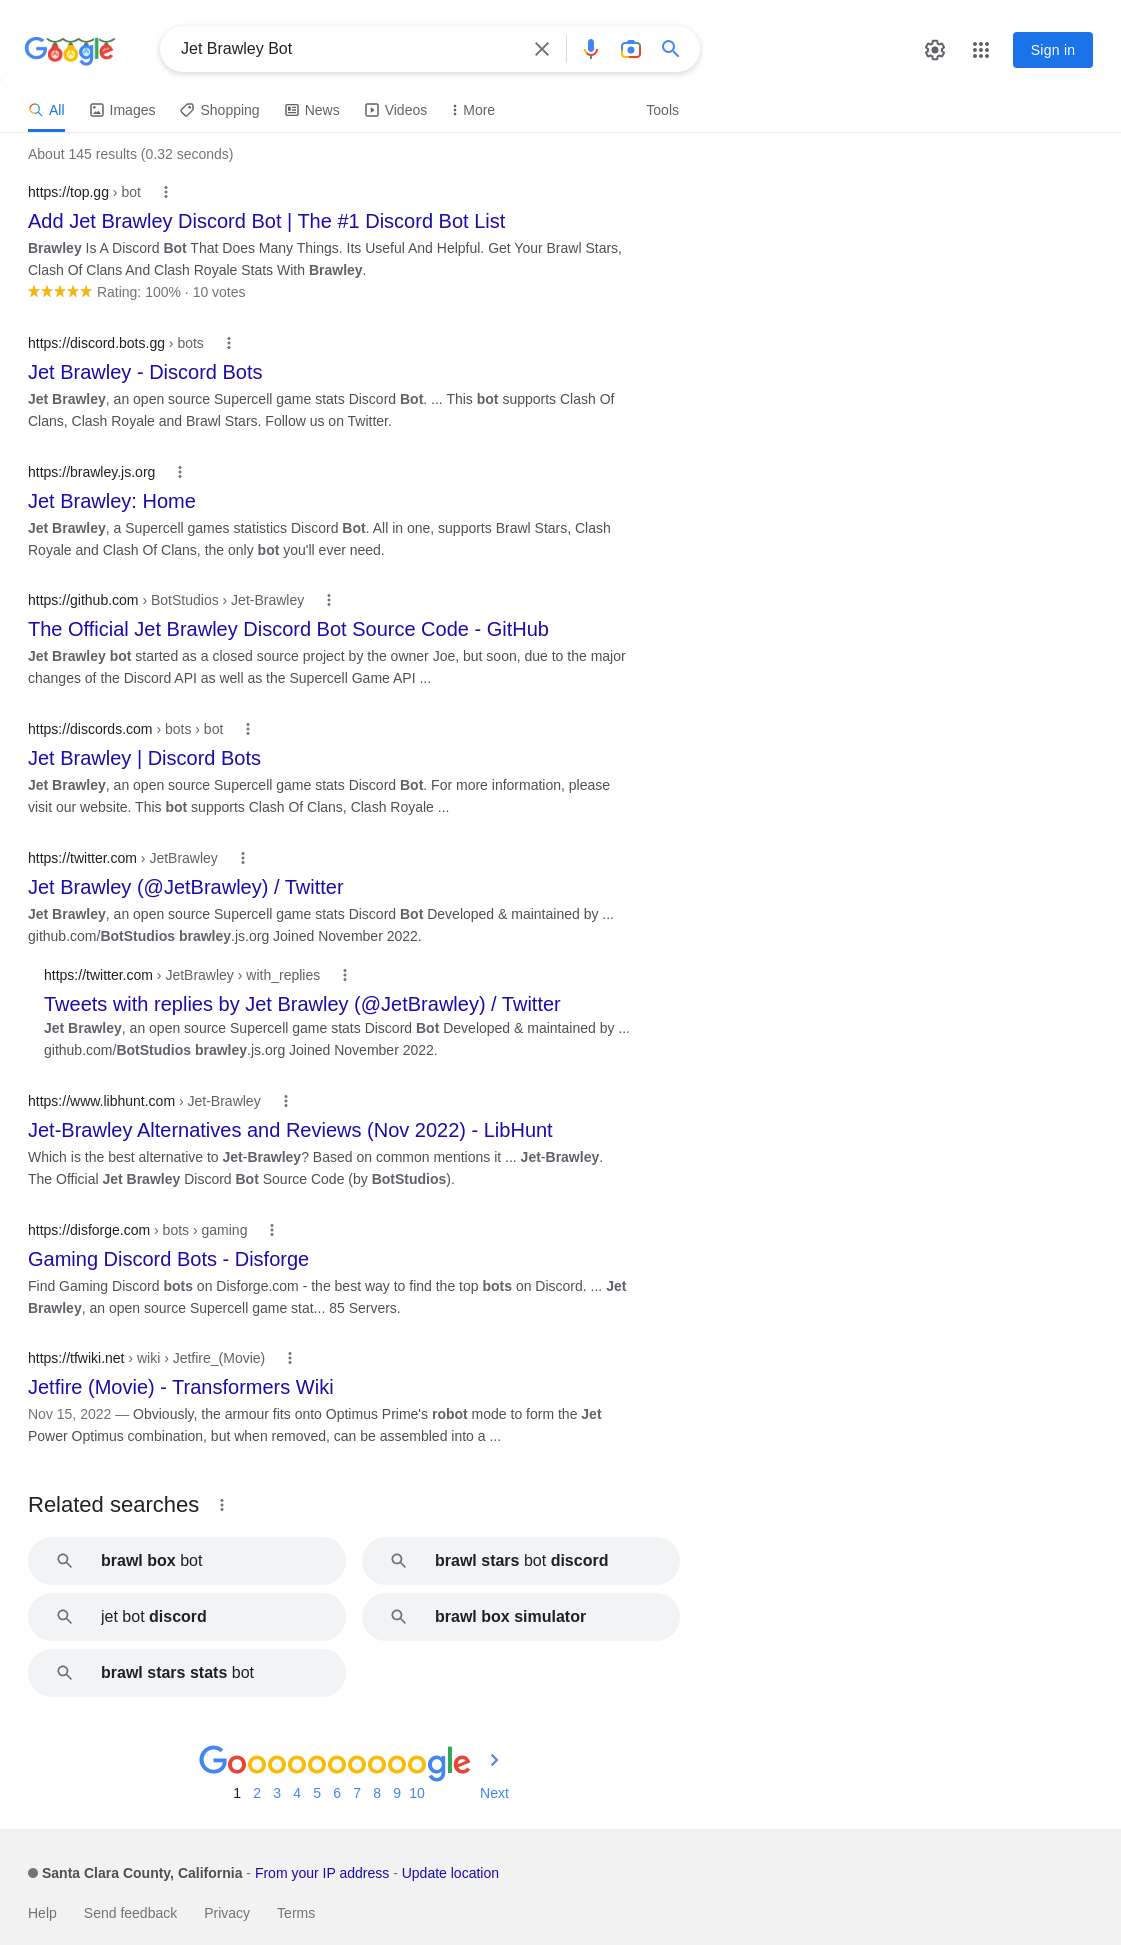 Google
Jet Brawley Bot
Sign in
All Images Shopping News Videos More Tools
About 145 results (0.32 seconds)
https://top.gg › bot
Add Jet Brawley Discord Bot | The #1 Discord Bot List
Brawley Is A Discord Bot That Does Many Things. Its Useful And Helpful. Get Your Brawl Stars,
Clash Of Clans And Clash Royale Stats With Brawley.
Rating: 100% · 10 votes
https://discord.bots.gg › bots
Jet Brawley - Discord Bots
Jet Brawley, an open source Supercell game stats Discord Bot. ... This bot supports Clash Of
Clans, Clash Royale and Brawl Stars. Follow us on Twitter.
https://brawley.js.org
Jet Brawley: Home
Jet Brawley, a Supercell games statistics Discord Bot. All in one, supports Brawl Stars, Clash
Royale and Clash Of Clans, the only bot you'll ever need.
https://github.com › BotStudios › Jet-Brawley
The Official Jet Brawley Discord Bot Source Code - GitHub
Jet Brawley bot started as a closed source project by the owner Joe, but soon, due to the major
changes of the Discord API as well as the Supercell Game API ...
https://discords.com › bots › bot
Jet Brawley | Discord Bots
Jet Brawley, an open source Supercell game stats Discord Bot. For more information, please
visit our website. This bot supports Clash Of Clans, Clash Royale ...
https://twitter.com › JetBrawley
Jet Brawley (@JetBrawley) / Twitter
Jet Brawley, an open source Supercell game stats Discord Bot Developed & maintained by ...
github.com/BotStudios brawley.js.org Joined November 2022.
https://twitter.com › JetBrawley › with_replies
Tweets with replies by Jet Brawley (@JetBrawley) / Twitter
Jet Brawley, an open source Supercell game stats Discord Bot Developed & maintained by ...
github.com/BotStudios brawley.js.org Joined November 2022.
https://www.libhunt.com › Jet-Brawley
Jet-Brawley Alternatives and Reviews (Nov 2022) - LibHunt
Which is the best alternative to Jet-Brawley? Based on common mentions it ... Jet-Brawley.
The Official Jet Brawley Discord Bot Source Code (by BotStudios).
https://disforge.com › bots › gaming
Gaming Discord Bots - Disforge
Find Gaming Discord bots on Disforge.com - the best way to find the top bots on Discord. ... Jet
Brawley, an open source Supercell game stat... 85 Servers.
https://tfwiki.net › wiki › Jetfire_(Movie)
Jetfire (Movie) - Transformers Wiki
Nov 15, 2022 — Obviously, the armour fits onto Optimus Prime's robot mode to form the Jet
Power Optimus combination, but when removed, can be assembled into a ...
Related searches
brawl box bot
brawl stars bot discord
jet bot discord
brawl box simulator
brawl stars stats bot
Goooooooooogle
1 2 3 4 5 6 7 8 9 10 Next
Santa Clara County, California - From your IP address - Update location
Help Send feedback Privacy Terms